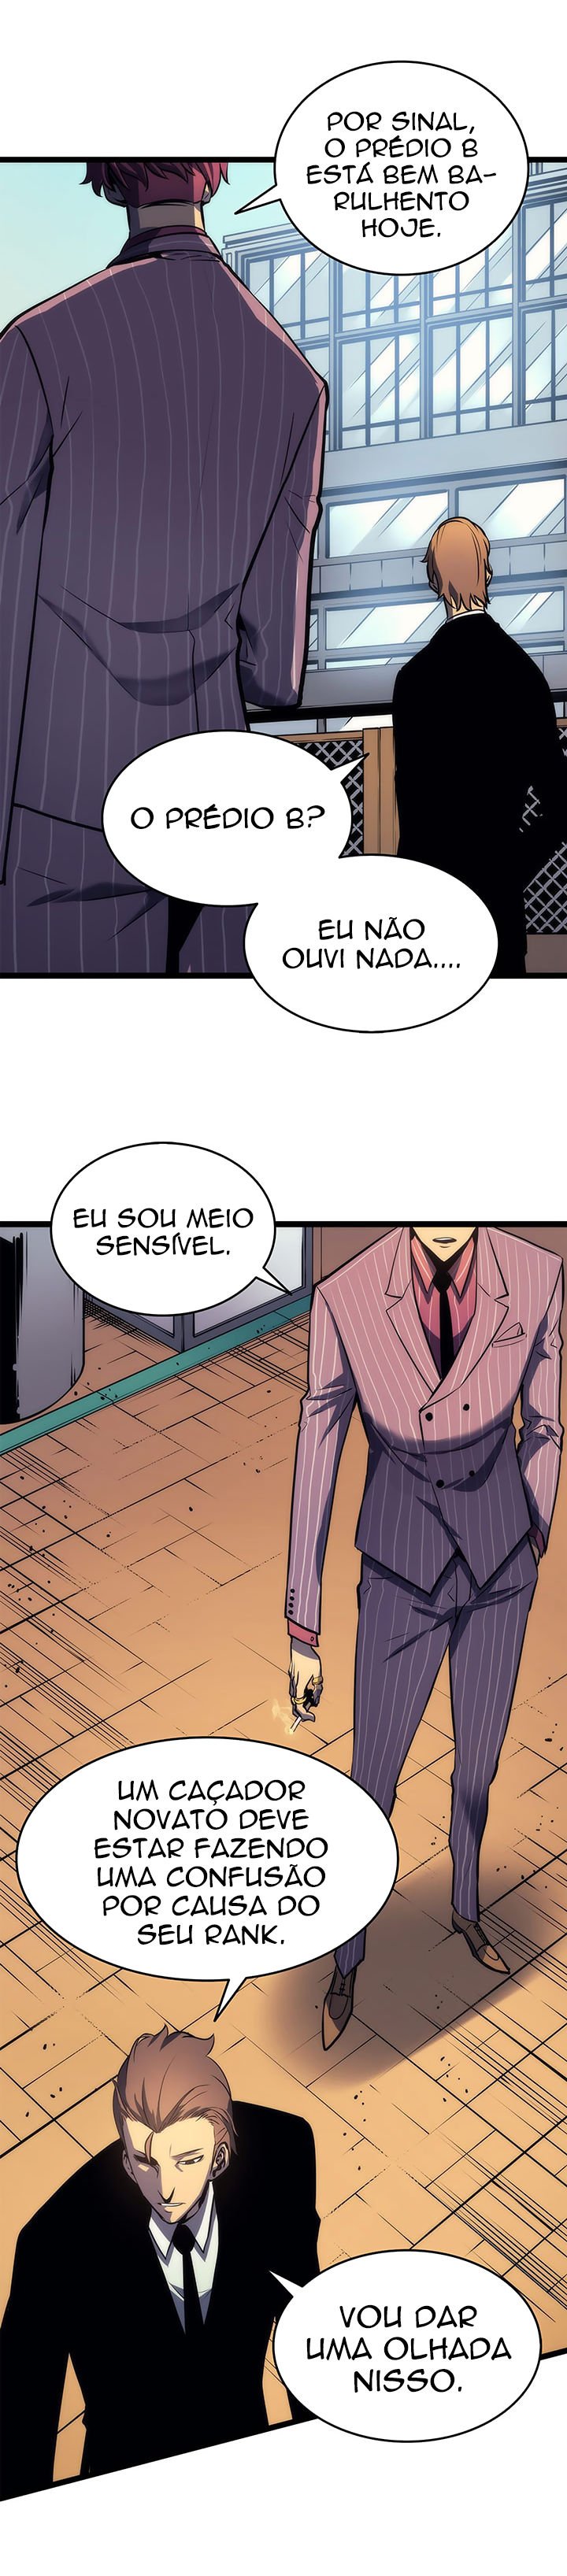 POR SINAL,
O PRÉDIO B
ESTÁ BEM BA-
RULHENTO
HOJE.
O PRÉDIO B?
EU NÃO
OUVI NADA....
EU SOU MEIO
SENSÍVEL.
UM CAÇADOR
NOVATO DEVE
ESTAR FAZENDO
UMA CONFUSÃO
POR CAUSA DO
SEU RANK.
VOU DAR
UMA OLHADA
NISSO.